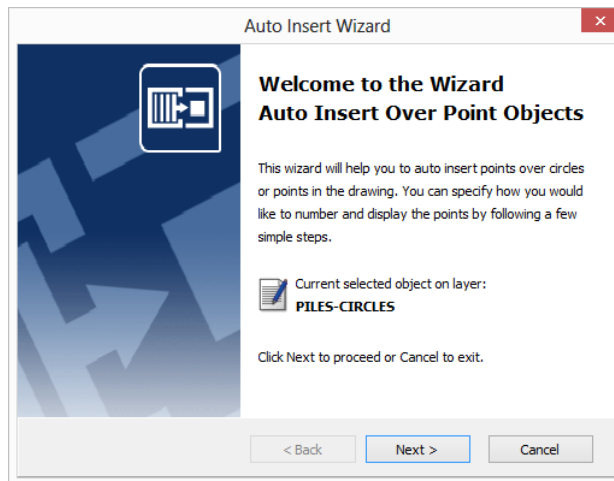 Auto Insert Wizard
Welcome to the Wizard
Auto Insert Over Point Objects
This wizard will help you to auto insert points over circles
or points in the drawing. You can specify how you would
like to number and display the points by following a few
simple steps.
Current selected object on layer:
PILES-CIRCLES
Click Next to proceed or Cancel to exit.
< Back Next > Cancel